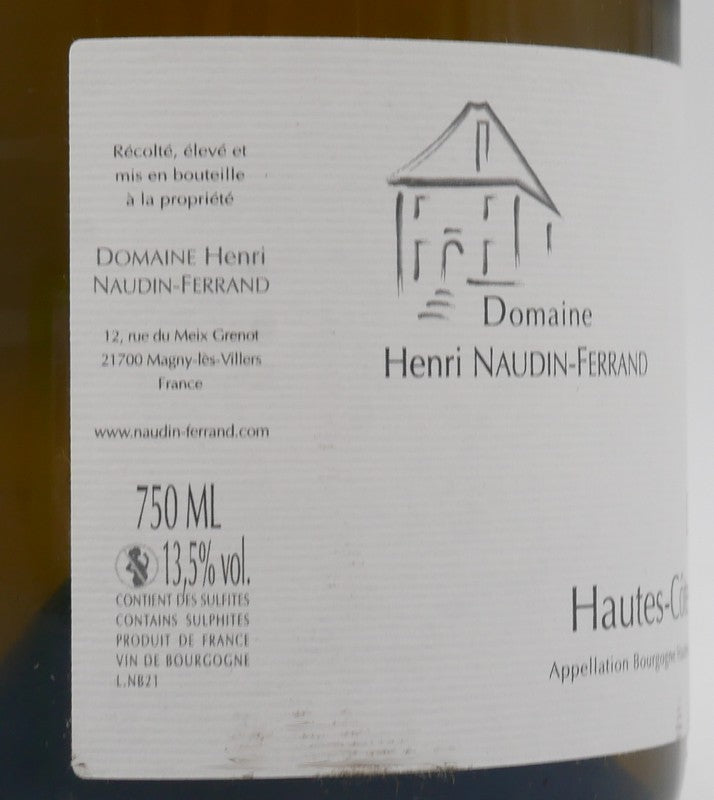 Récolté, élevé et
mis en bouteille
à la propriété
DOMAINE Henri
NAUDIN-FERRAND
12, rue du Meix Grenot
21700 Magny-lès-Villers
France
www.naudin-ferrand.com
750 ML
13,5% vol.
CONTIENT DES SULFITES
CONTAINS SULPHITES
PRODUIT DE FRANCE
VIN DE BOURGOGNE
L.NB21
Domaine
Henri NAUDIN-FERRAND
Hautes-Cô
Appellation Bourgogne